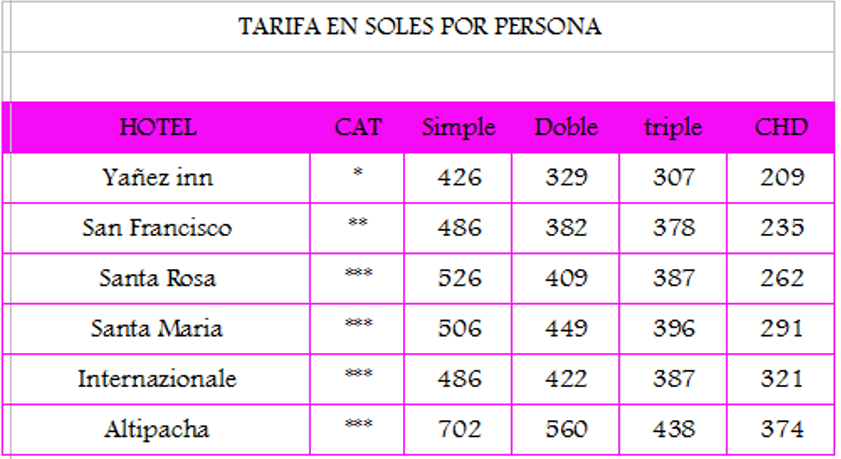 TARIFA EN SOLES POR PERSONA
HOTEL CAT Simple Doble triple CHD
Yañez inn * 426 329 307 209
San Francisco ** 486 382 378 235
Santa Rosa *** 526 409 387 262
Santa Maria *** 506 449 396 291
Internazionale *** 486 422 387 321
Altipacha *** 702 560 438 374